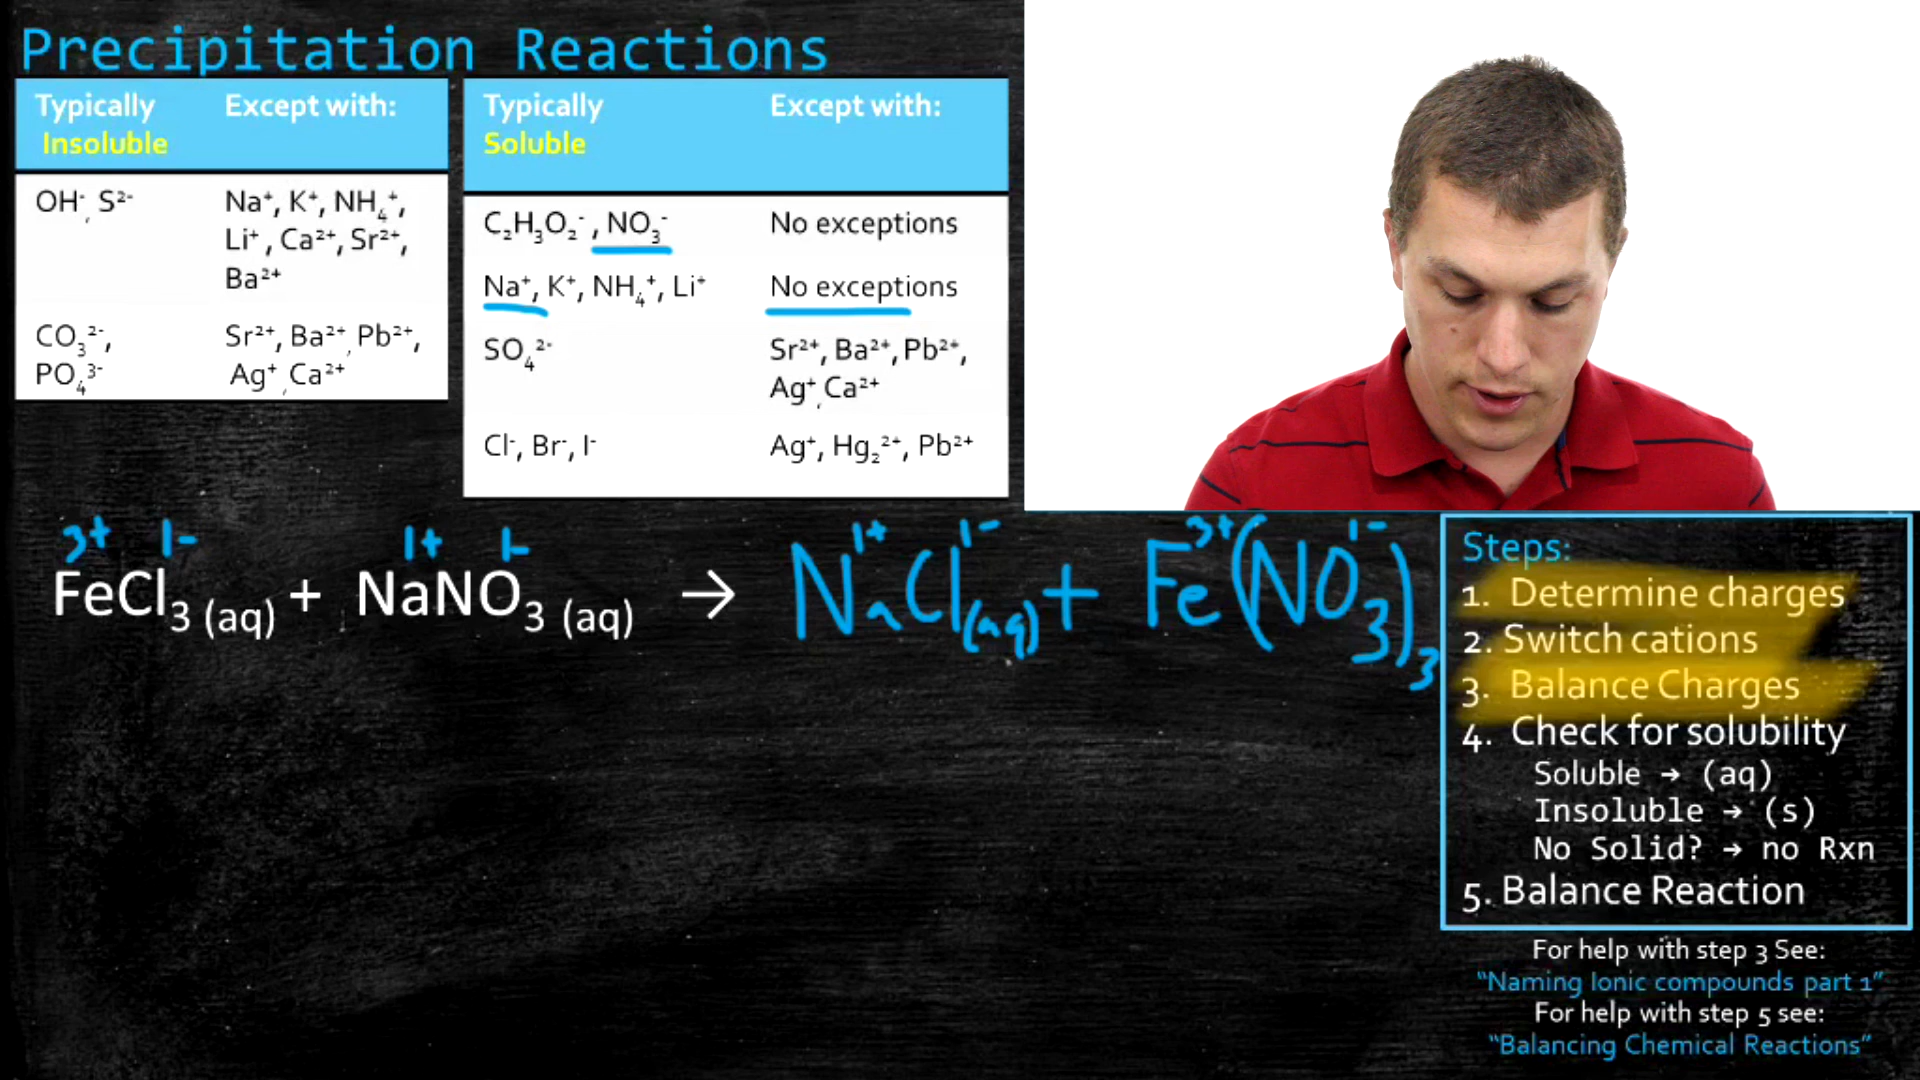 Precipitation Reactions
Typically Except with:
Insoluble
OH⁻, S²⁻ Na⁺, K⁺, NH₄⁺,
Li⁺, Ca²⁺, Sr²⁺,
Ba²⁺
CO₃²⁻, Sr²⁺, Ba²⁺, Pb²⁺,
PO₄³⁻ Ag⁺, Ca²⁺
Typically Except with:
Soluble
C₂H₃O₂⁻, NO₃⁻ No exceptions
Na⁺, K⁺, NH₄⁺, Li⁺ No exceptions
SO₄²⁻ Sr²⁺, Ba²⁺, Pb²⁺,
Ag⁺, Ca²⁺
Cl⁻, Br⁻, I⁻ Ag⁺, Hg₂²⁺, Pb²⁺
3+ 1- 1+ 1- 1+ 1- 3+ 1-
FeCl₃ (aq) + NaNO₃ (aq) → NaCl(aq) + Fe(NO₃)₃
Steps:
1. Determine charges
2. Switch cations
3. Balance Charges
4. Check for solubility
Soluble → (aq)
Insoluble → (s)
No Solid? → no Rxn
5. Balance Reaction
For help with step 3 See:
“Naming Ionic compounds part 1”
For help with step 5 see:
“Balancing Chemical Reactions”